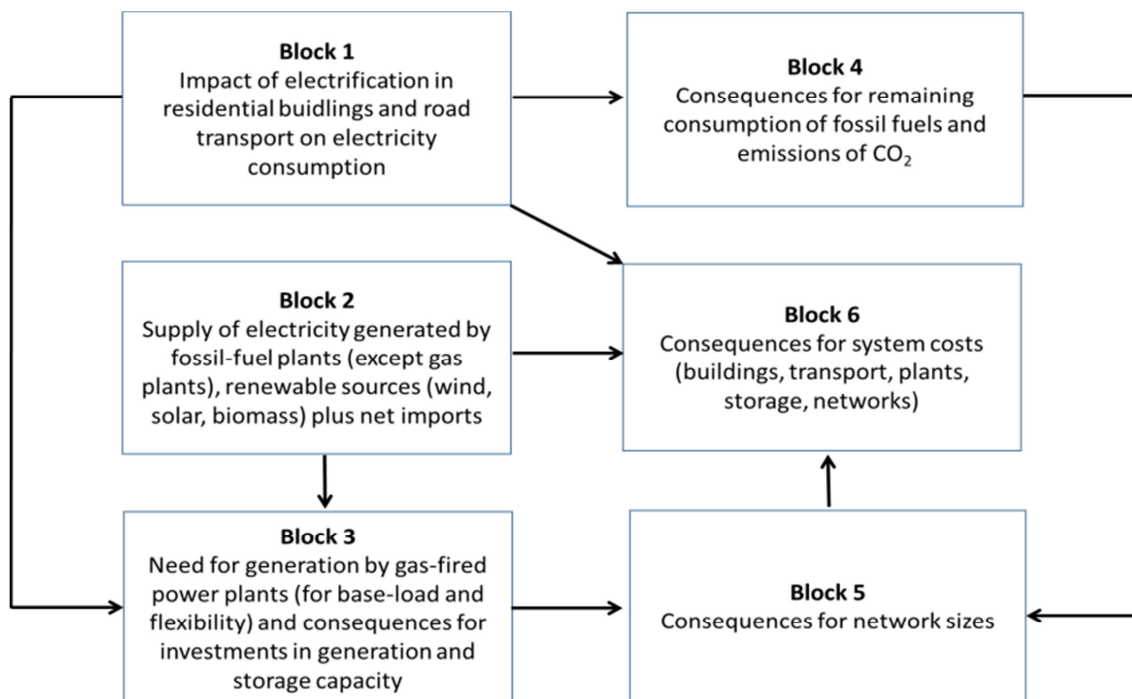 Block 1
Impact of electrification in
residential buidlings and road
transport on electricity
consumption
Block 4
Consequences for remaining
consumption of fossil fuels and
emissions of CO₂
Block 2
Supply of electricity generated by
fossil-fuel plants (except gas
plants), renewable sources (wind,
solar, biomass) plus net imports
Block 6
Consequences for system costs
(buildings, transport, plants,
storage, networks)
Block 3
Need for generation by gas-fired
power plants (for base-load and
flexibility) and consequences for
investments in generation and
storage capacity
Block 5
Consequences for network sizes